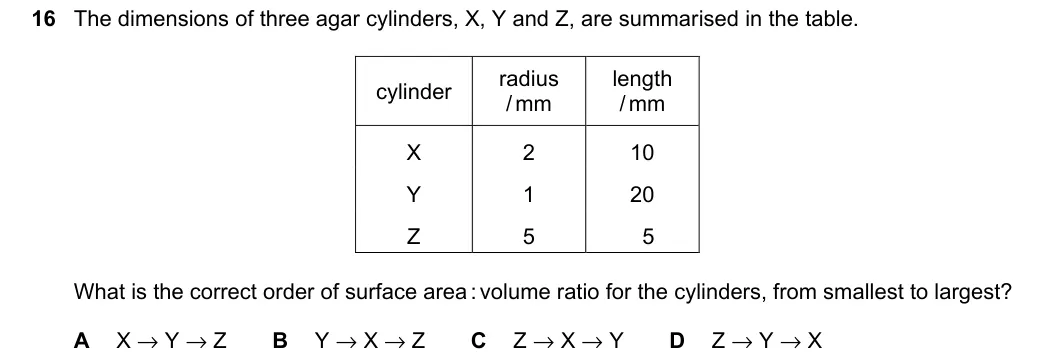 16 The dimensions of three agar cylinders, X, Y and Z, are summarised in the table.
cylinder radius /mm length /mm
X 2 10
Y 1 20
Z 5 5
What is the correct order of surface area : volume ratio for the cylinders, from smallest to largest?
A X → Y → Z B Y → X → Z C Z → X → Y D Z → Y → X